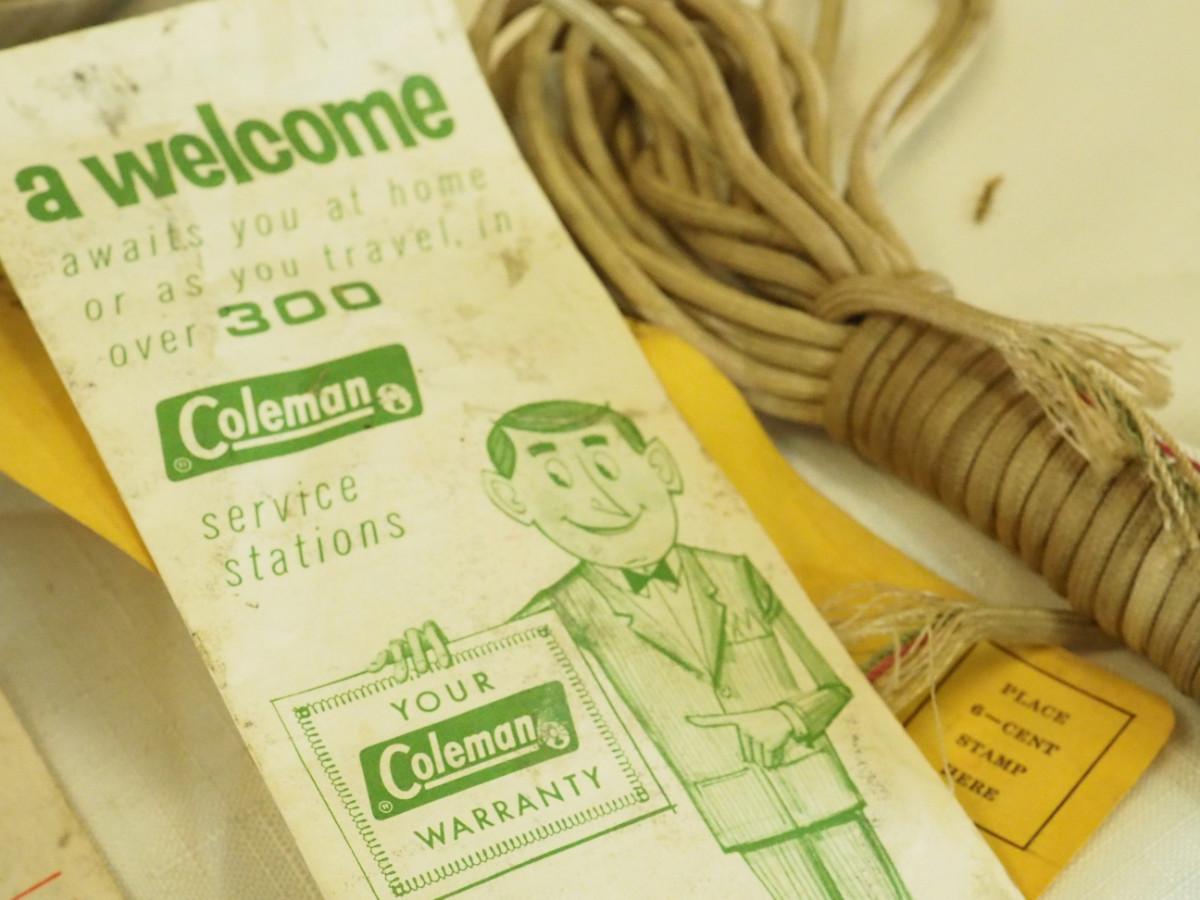 a welcome
awaits you at home
or as you travel, in
over 300
Coleman
®
service
stations
YOUR
Coleman
®
WARRANTY
PLACE
6—CENT
STAMP
HERE